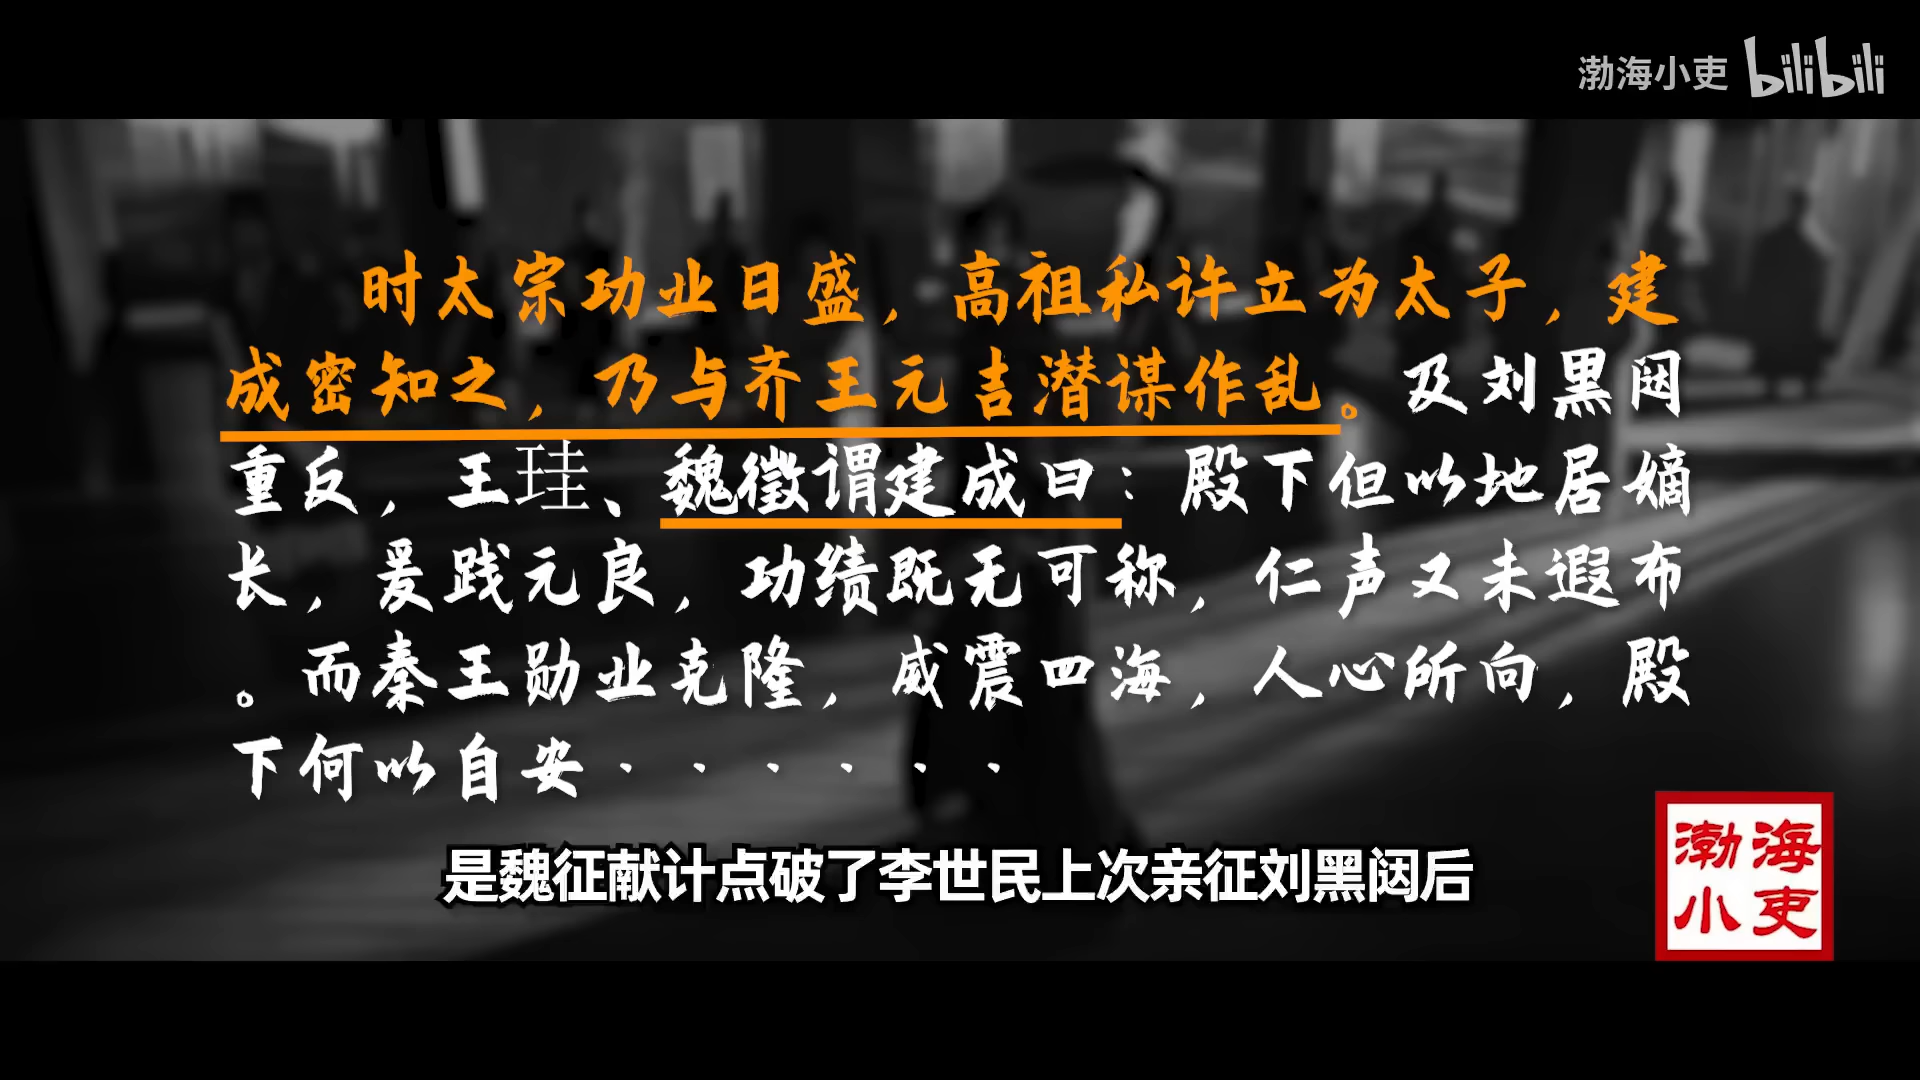 渤海小吏 bilibili
时太宗功业日盛，高祖私许立为太子，建
成密知之，乃与齐王元吉潜谋作乱。及刘黑闼
重反，王珪、魏徵谓建成曰：殿下但以地居嫡
长，爰践元良，功绩既无可称，仁声又未遐布
。而秦王勋业克隆，威震四海，人心所向，殿
下何以自安······
是魏征献计点破了李世民上次亲征刘黑闼后
渤海
小吏